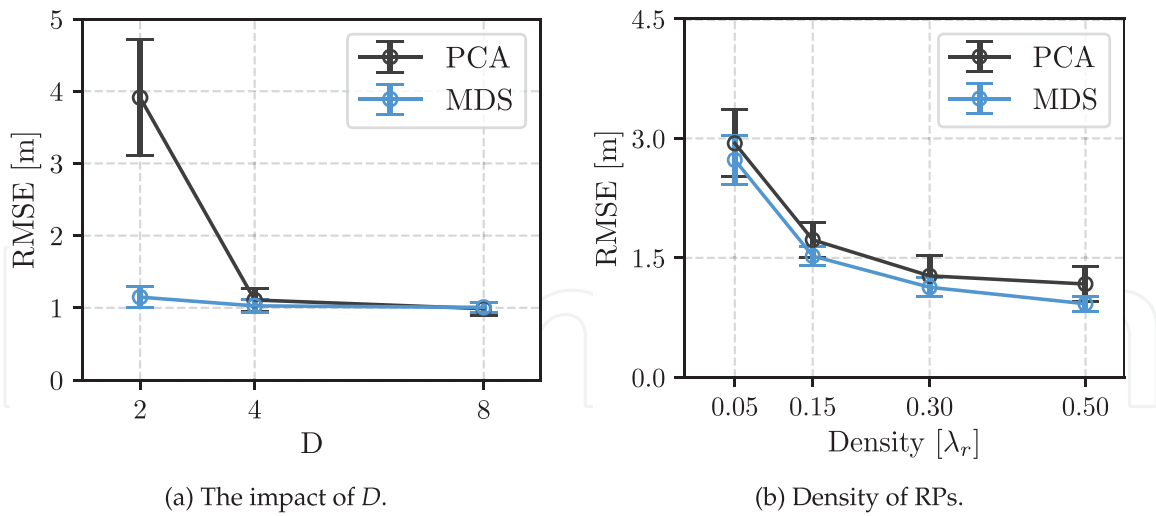 5
4
3
2
1
0
RMSE [m]
PCA
MDS
2
4
8
D
(a) The impact of D.
4.5
3.0
1.5
0.0
RMSE [m]
PCA
MDS
0.05
0.15
0.30
0.50
Density [λr]
(b) Density of RPs.